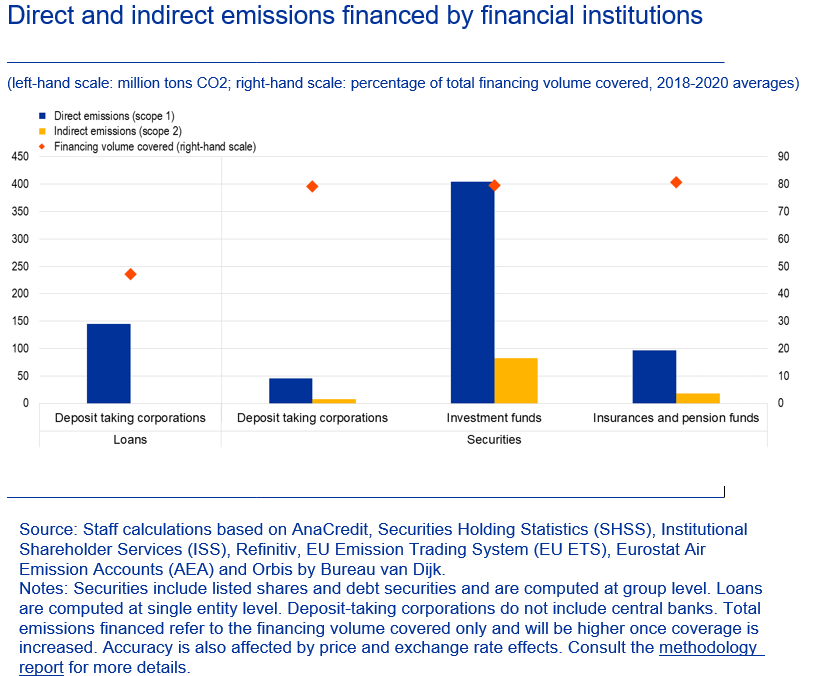 Direct and indirect emissions financed by financial institutions
(left-hand scale: million tons CO2; right-hand scale: percentage of total financing volume covered, 2018-2020 averages)
Direct emissions (scope 1)
Indirect emissions (scope 2)
Financing volume covered (right-hand scale)
450 90
400 80
350 70
300 60
250 50
200 40
150 30
100 20
50 10
0 0
Deposit taking corporations Deposit taking corporations Investment funds Insurances and pension funds
Loans Securities
Source: Staff calculations based on AnaCredit, Securities Holding Statistics (SHSS), Institutional
Shareholder Services (ISS), Refinitiv, EU Emission Trading System (EU ETS), Eurostat Air
Emission Accounts (AEA) and Orbis by Bureau van Dijk.
Notes: Securities include listed shares and debt securities and are computed at group level. Loans
are computed at single entity level. Deposit-taking corporations do not include central banks. Total
emissions financed refer to the financing volume covered only and will be higher once coverage is
increased. Accuracy is also affected by price and exchange rate effects. Consult the methodology
report for more details.